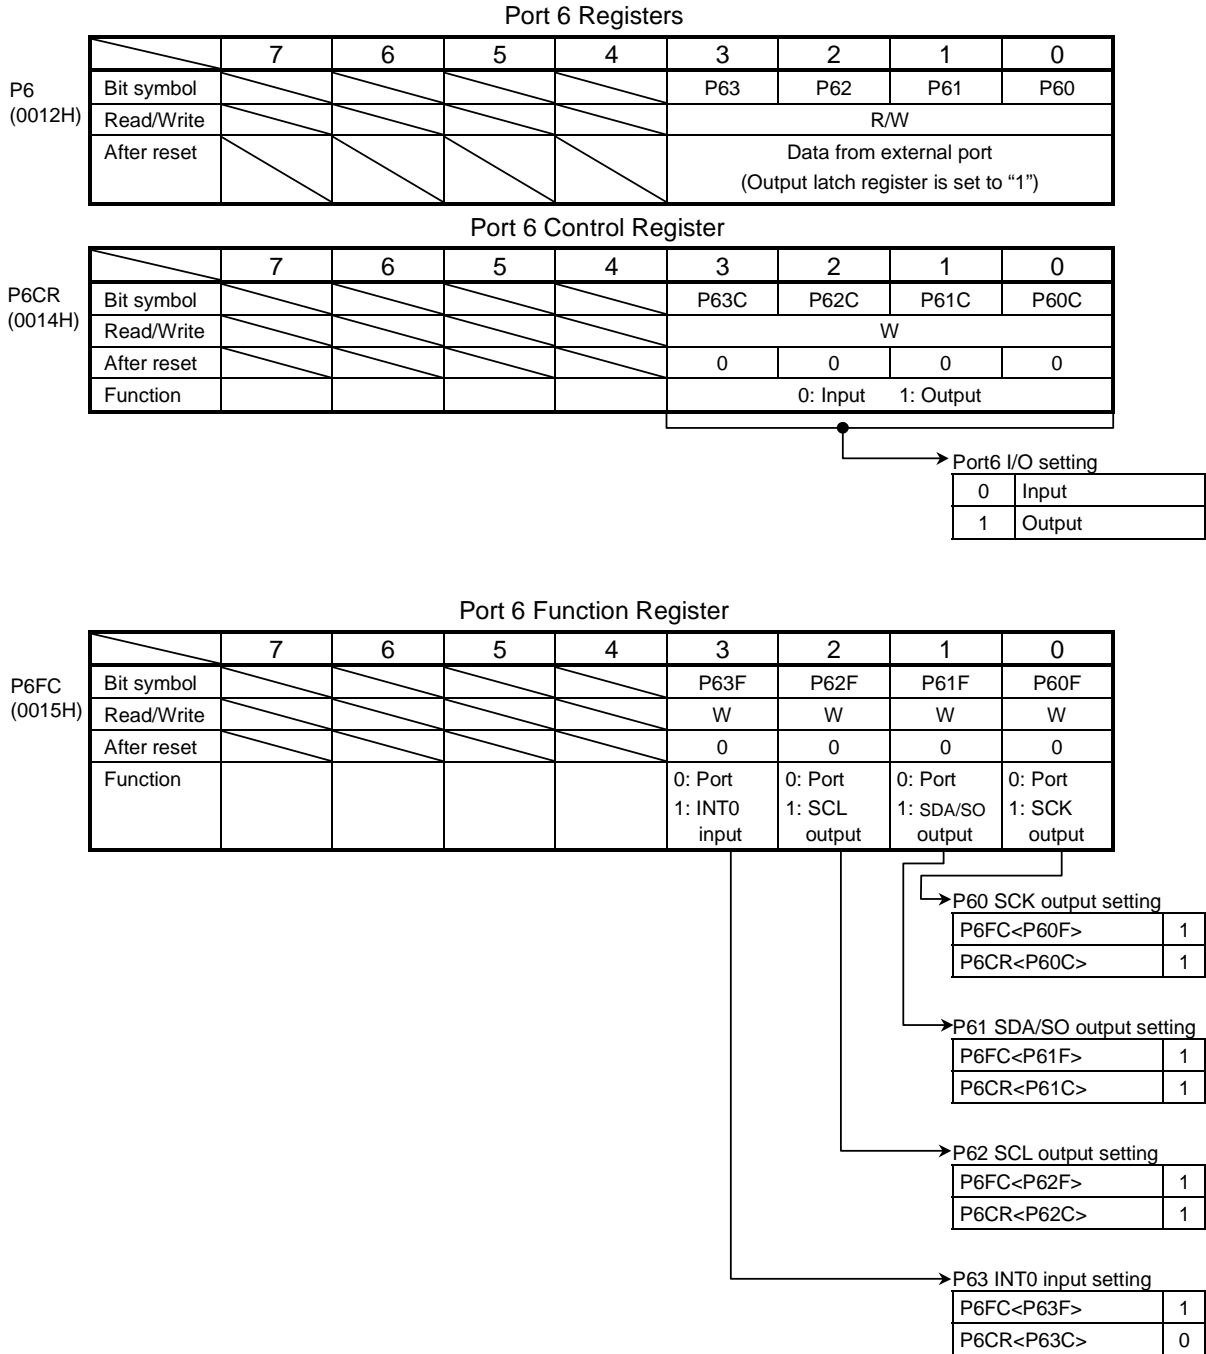 Port 6 Registers
7 6 5 4 3 2 1 0
P6
(0012H)
Bit symbol P63 P62 P61 P60
Read/Write R/W
After reset Data from external port
(Output latch register is set to “1”)
Port 6 Control Register
7 6 5 4 3 2 1 0
P6CR
(0014H)
Bit symbol P63C P62C P61C P60C
Read/Write W
After reset 0 0 0 0
Function 0: Input 1: Output
Port6 I/O setting
0 Input
1 Output
Port 6 Function Register
7 6 5 4 3 2 1 0
P6FC
(0015H)
Bit symbol P63F P62F P61F P60F
Read/Write W W W W
After reset 0 0 0 0
Function 0: Port 0: Port 0: Port 0: Port
1: INT0 1: SCL 1: SDA/SO 1: SCK
input output output output
P60 SCK output setting
P6FC<P60F> 1
P6CR<P60C> 1
P61 SDA/SO output setting
P6FC<P61F> 1
P6CR<P61C> 1
P62 SCL output setting
P6FC<P62F> 1
P6CR<P62C> 1
P63 INT0 input setting
P6FC<P63F> 1
P6CR<P63C> 0